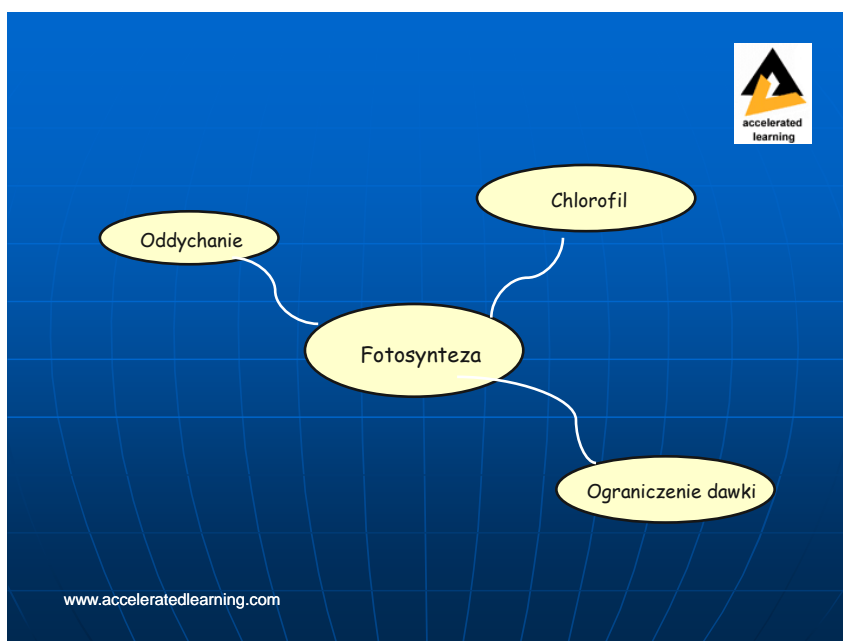 accelerated
learning
Chlorofil
Oddychanie
Fotosynteza
Ograniczenie dawki
www.acceleratedlearning.com